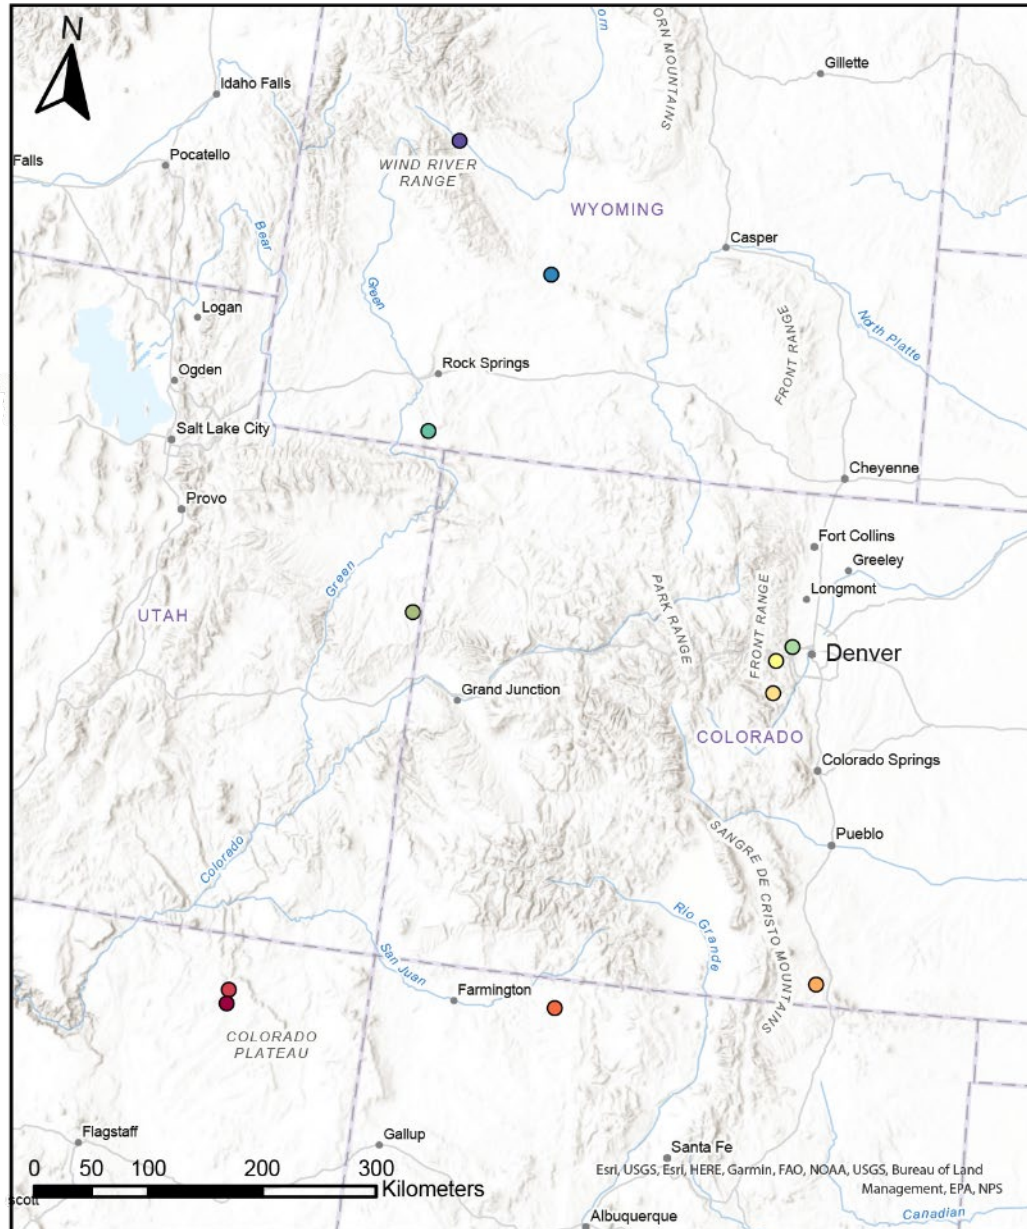 N
orn
ORN MOUNTAINS
Gillette
Idaho Falls
Falls
Pocatello
WIND RIVER
RANGE
WYOMING
Bear
Casper
Green
Logan
FRONT RANGE
North Platte
Rock Springs
Ogden
Salt Lake City
Cheyenne
Provo
Fort Collins
Greeley
Green
PARK RANGE
FRONT RANGE
Longmont
UTAH
Denver
Grand Junction
COLORADO
Colorado Springs
Colorado
SANGRE DE CRISTO MOUNTAINS
Pueblo
Rio Grande
San Juan
Farmington
COLORADO
PLATEAU
Flagstaff
Gallup
Santa Fe
0 50 100 200 300
Kilometers
scott
Esri, USGS, Esri, HERE, Garmin, FAO, NOAA, USGS, Bureau of Land
Management, EPA, NPS
Albuquerque
Canadian